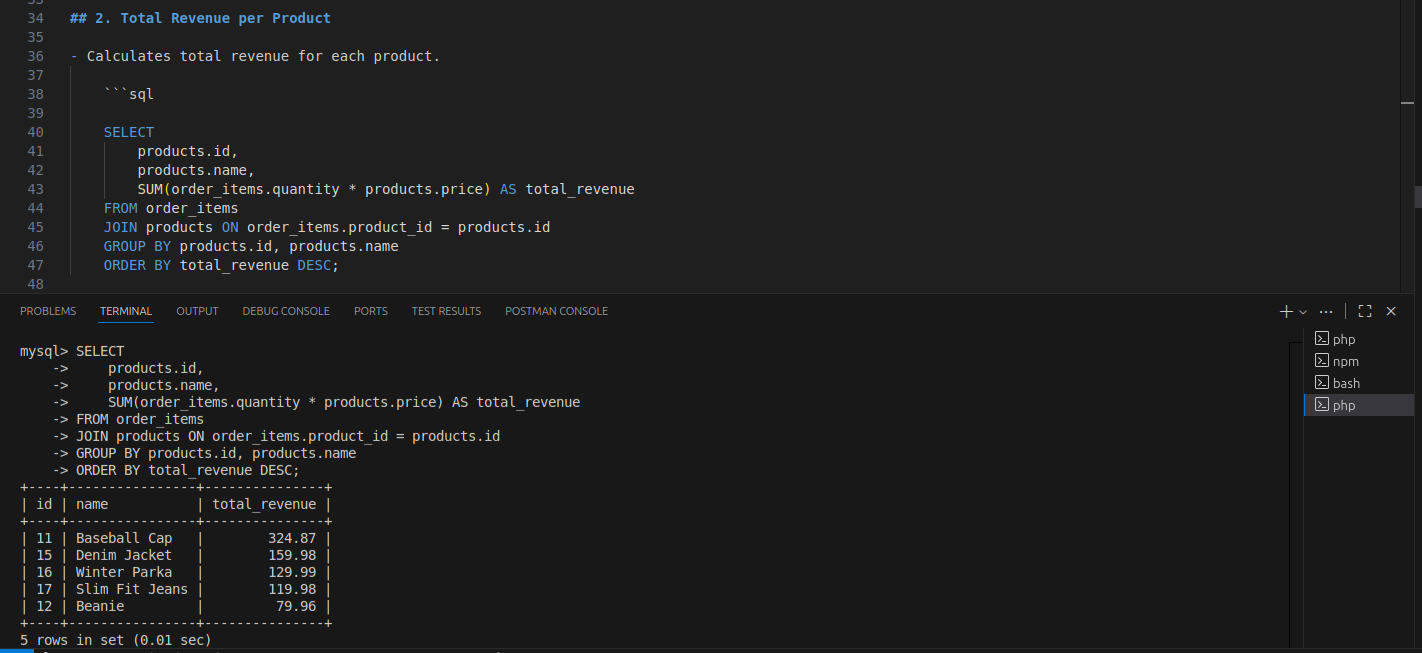 34 ## 2. Total Revenue per Product
35
36 - Calculates total revenue for each product.
37
38 ```sql
39
40 SELECT
41 products.id,
42 products.name,
43 SUM(order_items.quantity * products.price) AS total_revenue
44 FROM order_items
45 JOIN products ON order_items.product_id = products.id
46 GROUP BY products.id, products.name
47 ORDER BY total_revenue DESC;
48
PROBLEMS TERMINAL OUTPUT DEBUG CONSOLE PORTS TEST RESULTS POSTMAN CONSOLE
mysql> SELECT
    ->     products.id,
    ->     products.name,
    ->     SUM(order_items.quantity * products.price) AS total_revenue
    -> FROM order_items
    -> JOIN products ON order_items.product_id = products.id
    -> GROUP BY products.id, products.name
    -> ORDER BY total_revenue DESC;
+----+----------------+---------------+
| id | name           | total_revenue |
+----+----------------+---------------+
| 11 | Baseball Cap   |        324.87 |
| 15 | Denim Jacket   |        159.98 |
| 16 | Winter Parka   |        129.99 |
| 17 | Slim Fit Jeans |        119.98 |
| 12 | Beanie         |         79.96 |
+----+----------------+---------------+
5 rows in set (0.01 sec)
php
npm
bash
php